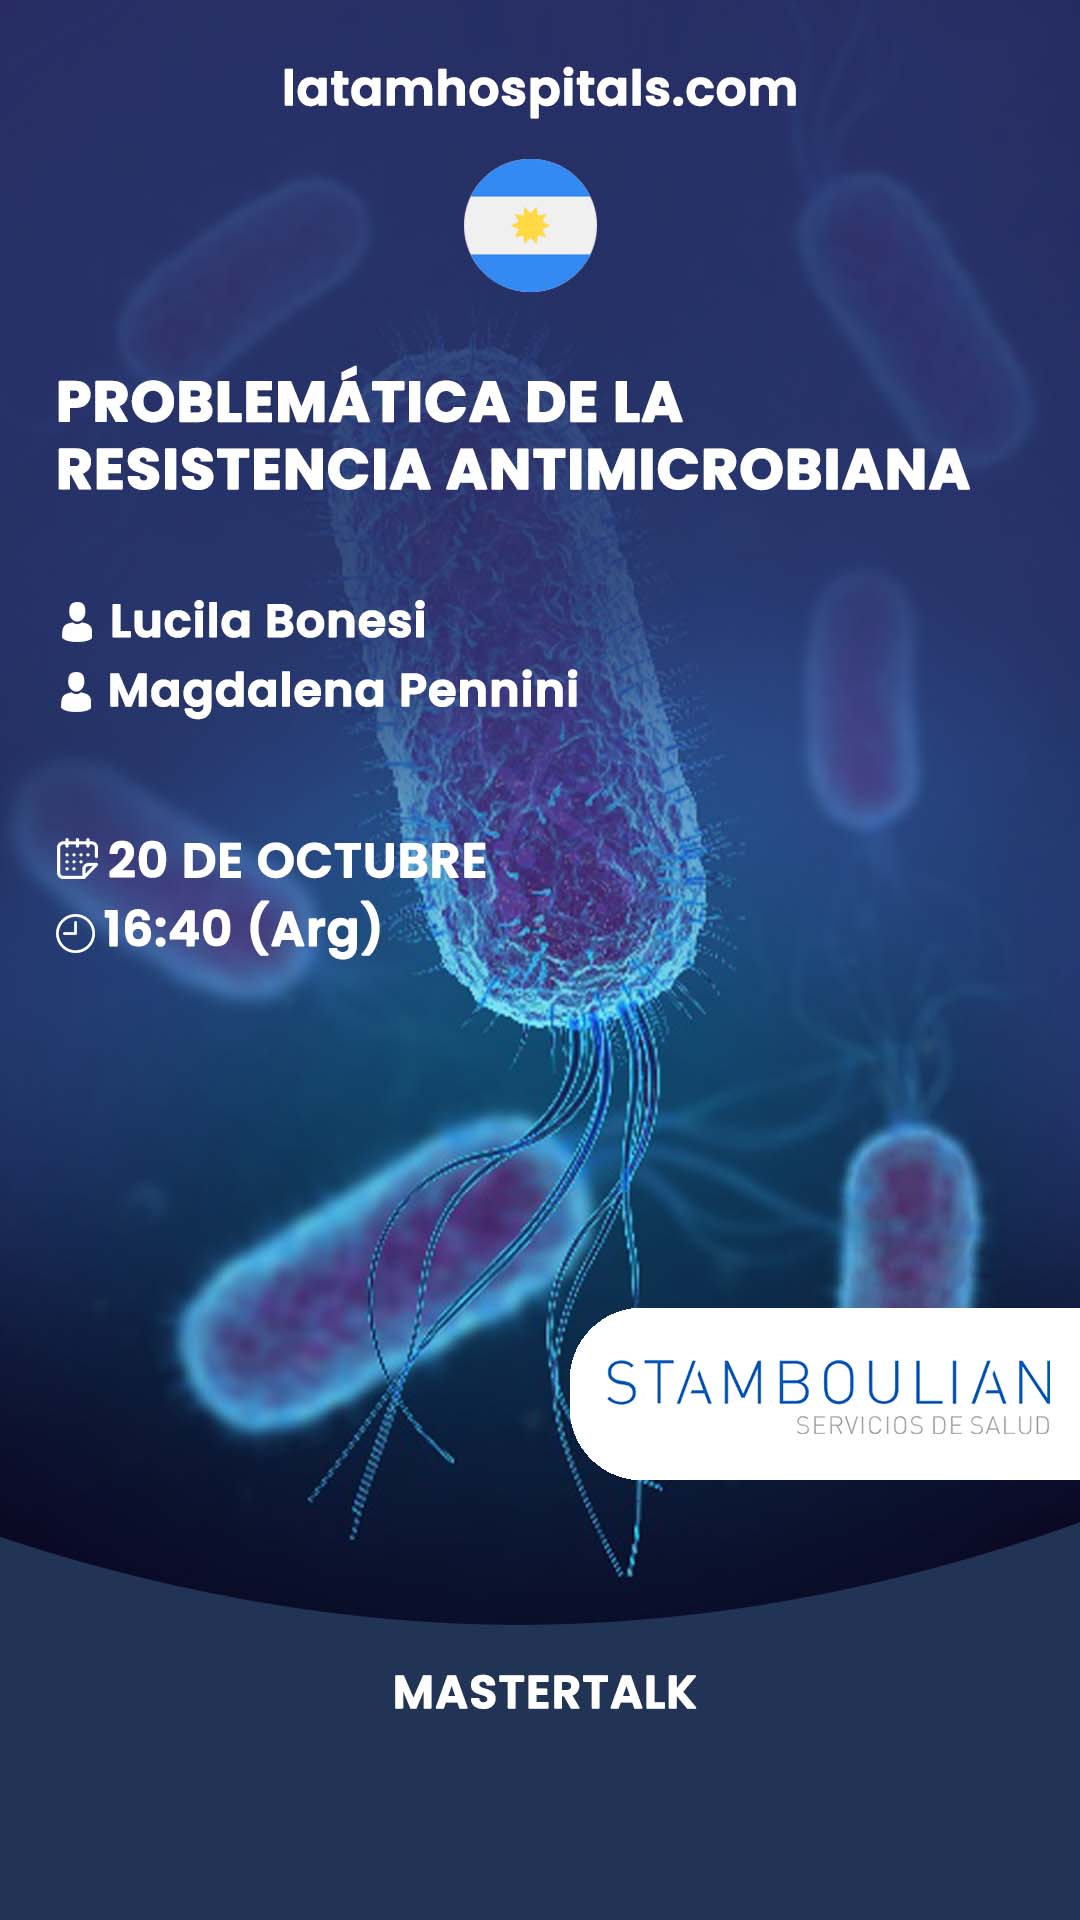 latamhospitals.com
PROBLEMÁTICA DE LA
RESISTENCIA ANTIMICROBIANA
Lucila Bonesi
Magdalena Pennini
20 DE OCTUBRE
16:40 (Arg)
STAMBOULIAN
SERVICIOS DE SALUD
MASTERTALK